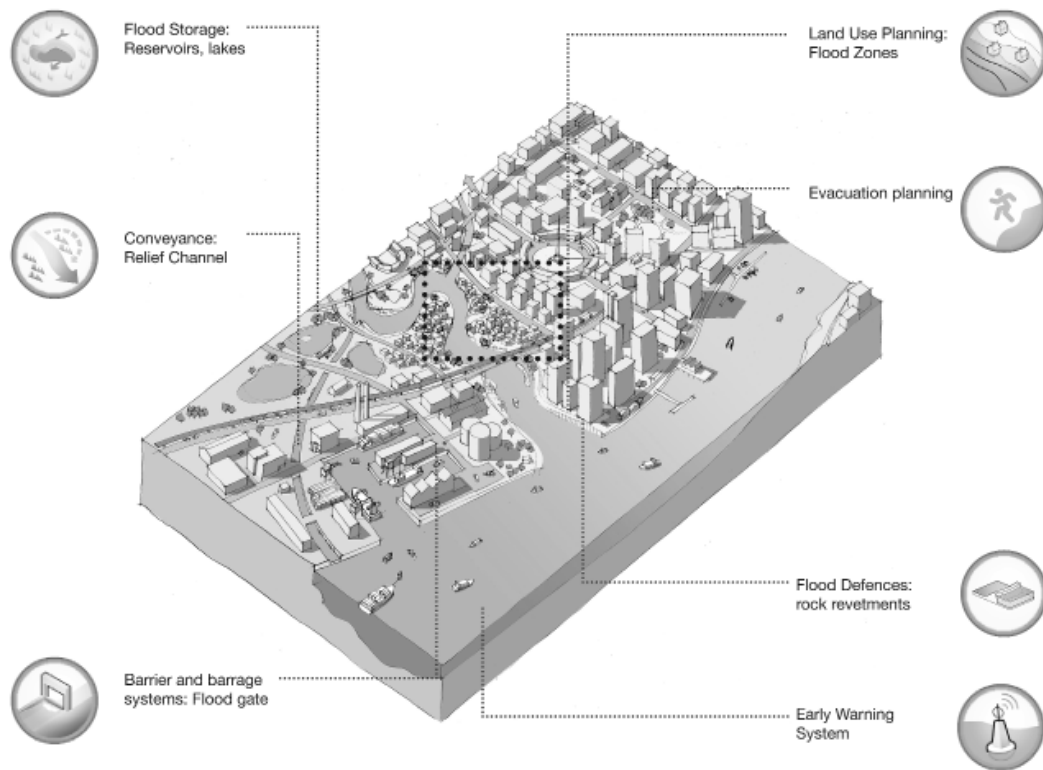 Flood Storage:
Reservoirs, lakes
Land Use Planning:
Flood Zones
Evacuation planning
Conveyance:
Relief Channel
Flood Defences:
rock revetments
Barrier and barrage
systems: Flood gate
Early Warning
System